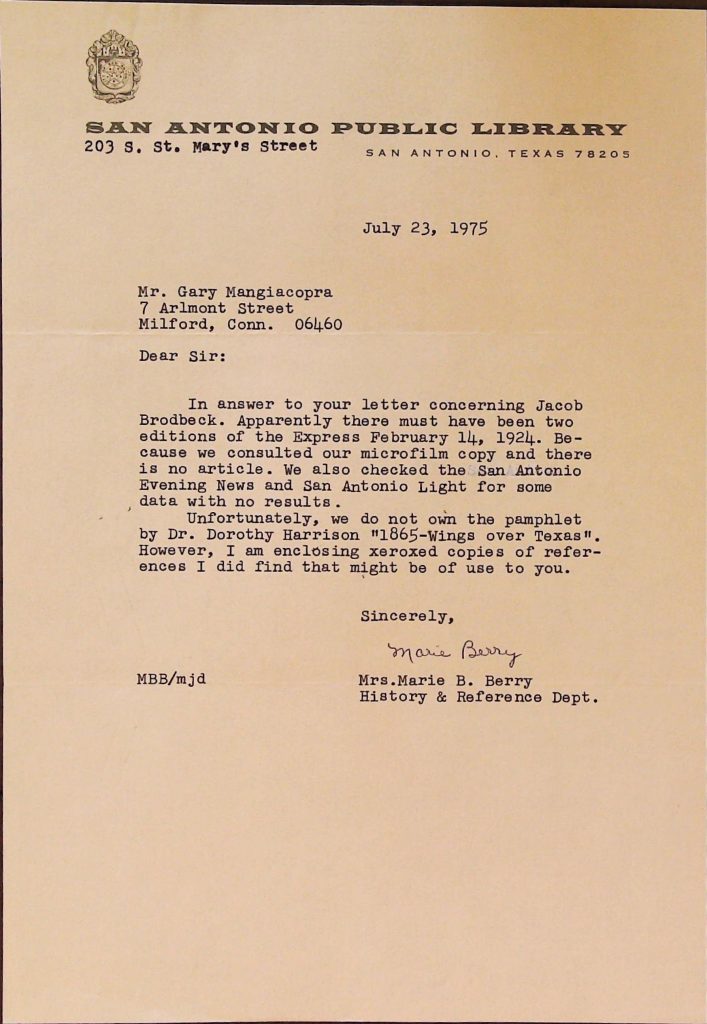 SAN ANTONIO PUBLIC LIBRARY
203 S. St. Mary's Street
SAN ANTONIO, TEXAS 78205
July 23, 1975
Mr. Gary Mangiacopra
7 Arlmont Street
Milford, Conn. 06460
Dear Sir:
In answer to your letter concerning Jacob
Brodbeck. Apparently there must have been two
editions of the Express February 14, 1924. Be-
cause we consulted our microfilm copy and there
is no article. We also checked the San Antonio
Evening News and San Antonio Light for some
data with no results.
Unfortunately, we do not own the pamphlet
by Dr. Dorothy Harrison "1865-Wings over Texas".
However, I am enclosing xeroxed copies of refer-
ences I did find that might be of use to you.
Sincerely,
Marie Berry
MBB/mjd
Mrs.Marie B. Berry
History & Reference Dept.